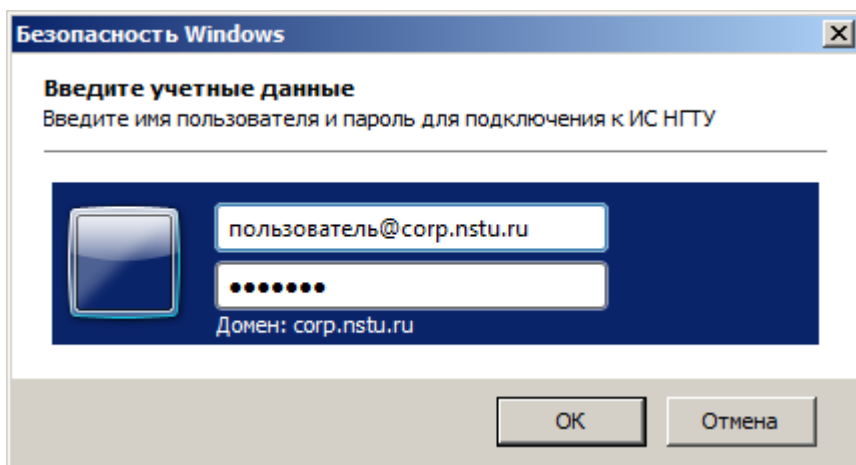 Безопасность Windows
Введите учетные данные
Введите имя пользователя и пароль для подключения к ИС НГТУ
пользователь@corp.nstu.ru
●●●●●●●
Домен: corp.nstu.ru
ОК
Отмена